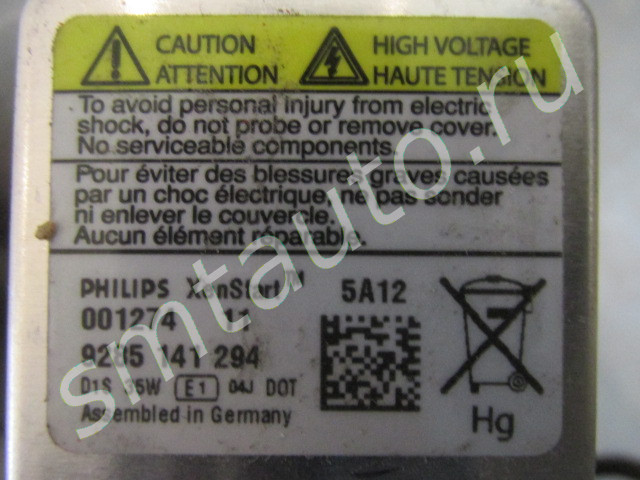 CAUTION
ATTENTION
HIGH VOLTAGE
HAUTE TENSION
To avoid personal injury from electric
shock, do not probe or remove cover.
No serviceable components.
Pour éviter des blessures graves causées
par un choc électrique, ne pas sonder
ni enlever le couvercle.
Aucun élément réparable.
PHILIPS XenStart™ 5A12
001274
9285 141 294
D1S 35W E1 04J DOT
Assembled in Germany
Hg
smtauto.ru